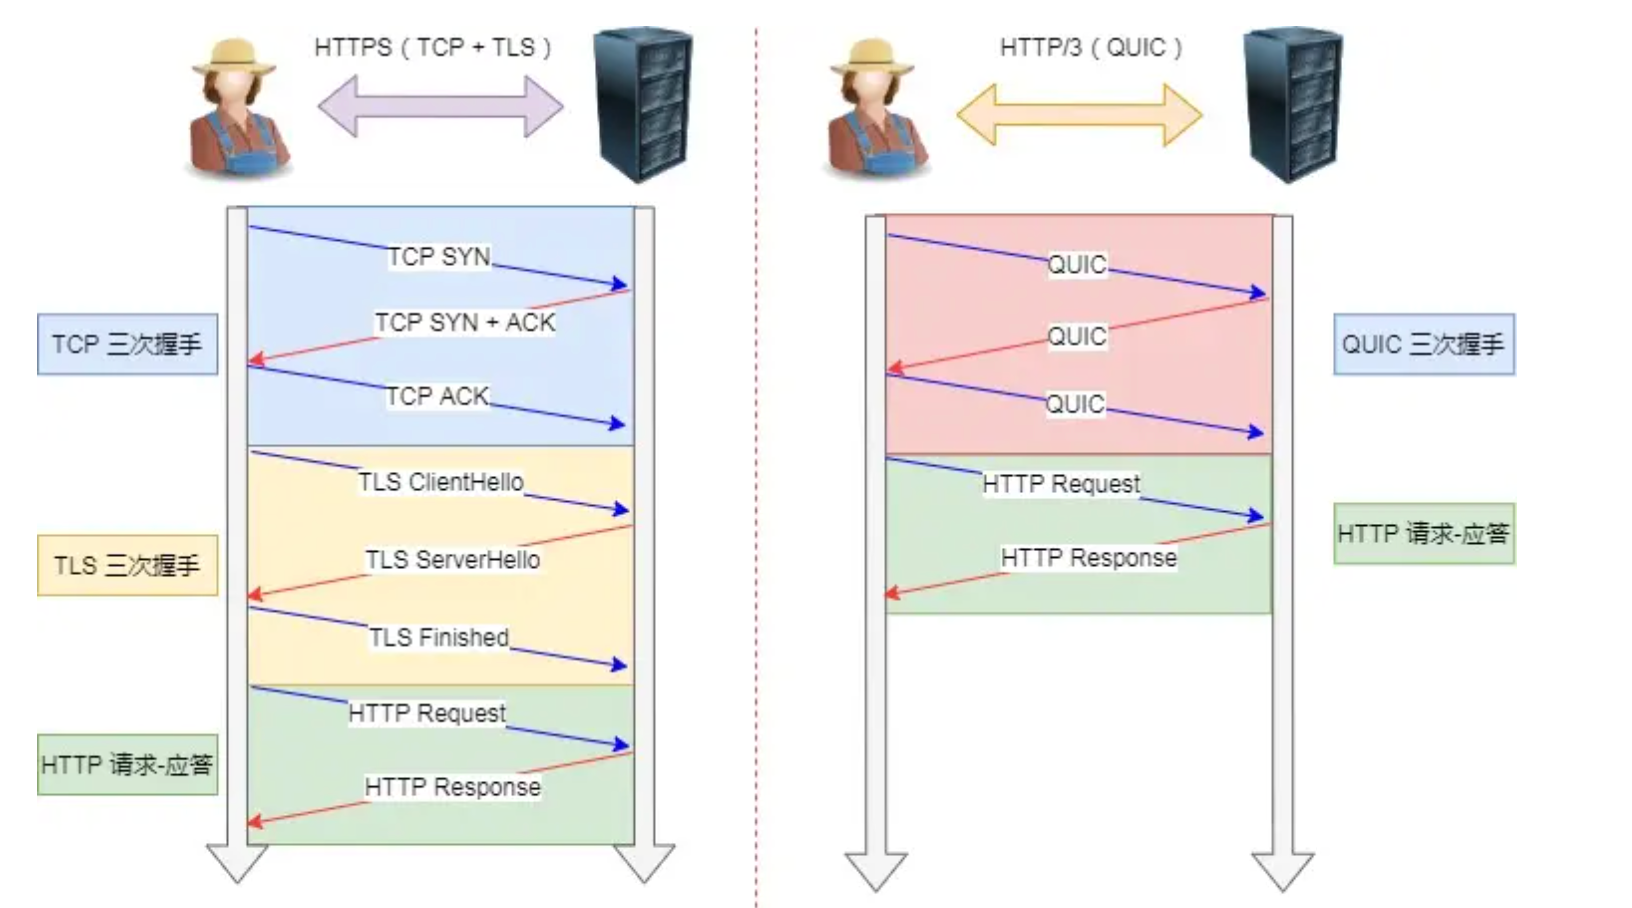 HTTPS ( TCP + TLS )
TCP SYN
TCP SYN + ACK
TCP 三次握手
TCP ACK
TLS ClientHello
TLS ServerHello
TLS 三次握手
TLS Finished
HTTP Request
HTTP 请求-应答
HTTP Response
HTTP/3 ( QUIC )
QUIC
QUIC
QUIC 三次握手
QUIC
HTTP Request
HTTP 请求-应答
HTTP Response